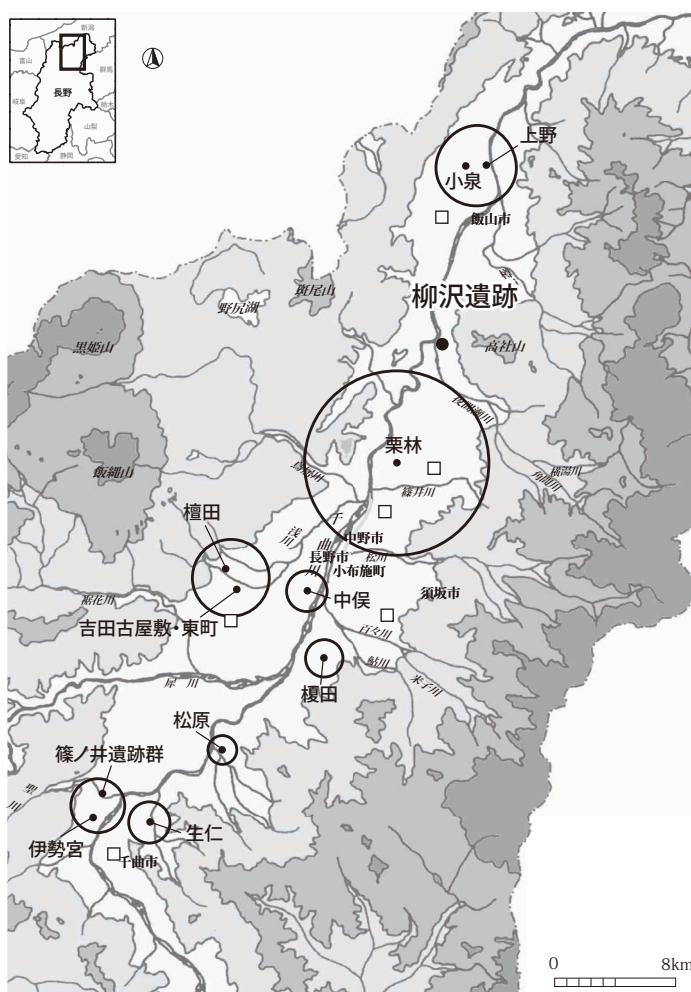 新潟
富山
群馬
長野
栃木
岐阜
山梨
愛知
静岡
上野
小泉
飯山市
柳沢遺跡
斑尾山
野尻湖
高社山
黒姫山
夜間瀬川
栗林
横湯川
角間川
飯縄山
鳥居川
篠井川
檀田
浅川
千曲川
中野市
長野市
松川
小布施町
須坂市
裾花川
中俣
吉田古屋敷・東町
百々川
鮎川
米子川
榎田
犀川
松原
篠ノ井遺跡群
聖川
伊勢宮
生仁
千曲市
0
8km